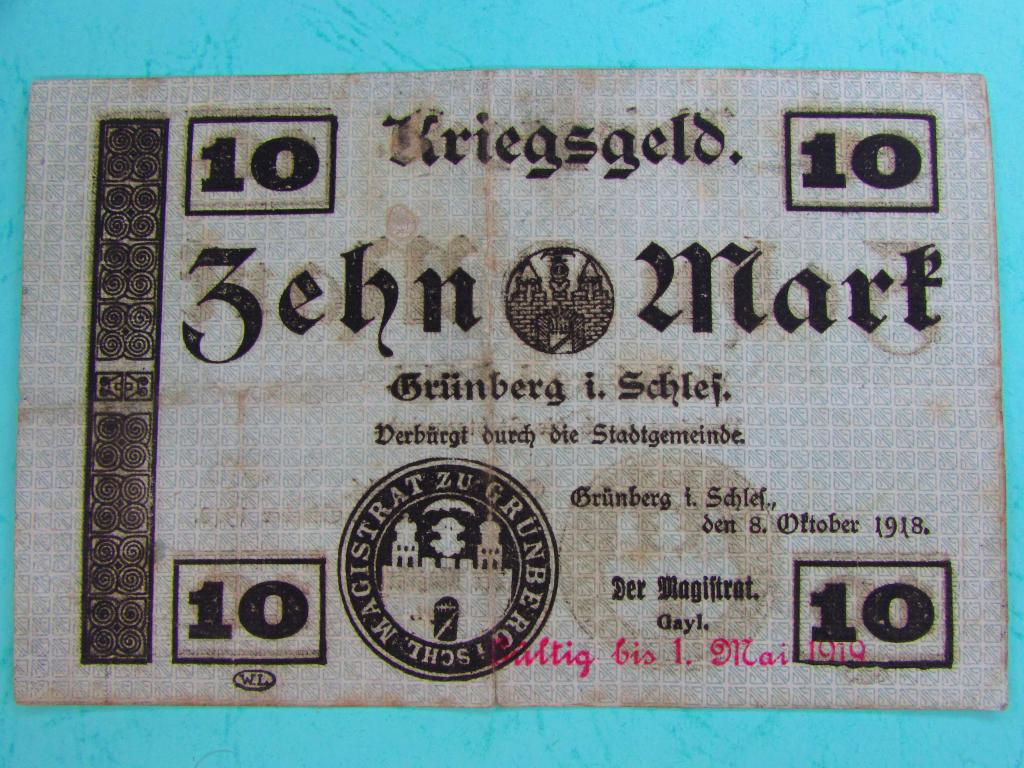 10 Kriegsgeld. 10
Zehn Mark
Grünberg i. Schles.
Verbürgt durch die Stadtgemeinde.
MAGISTRAT ZU GRÜNBERG I SCHL.
Grünberg i. Schles.,
den 8. Oktober 1918.
Der Magistrat.
Gayl.
10 10
Gültig bis 1. Mai 1919
WL